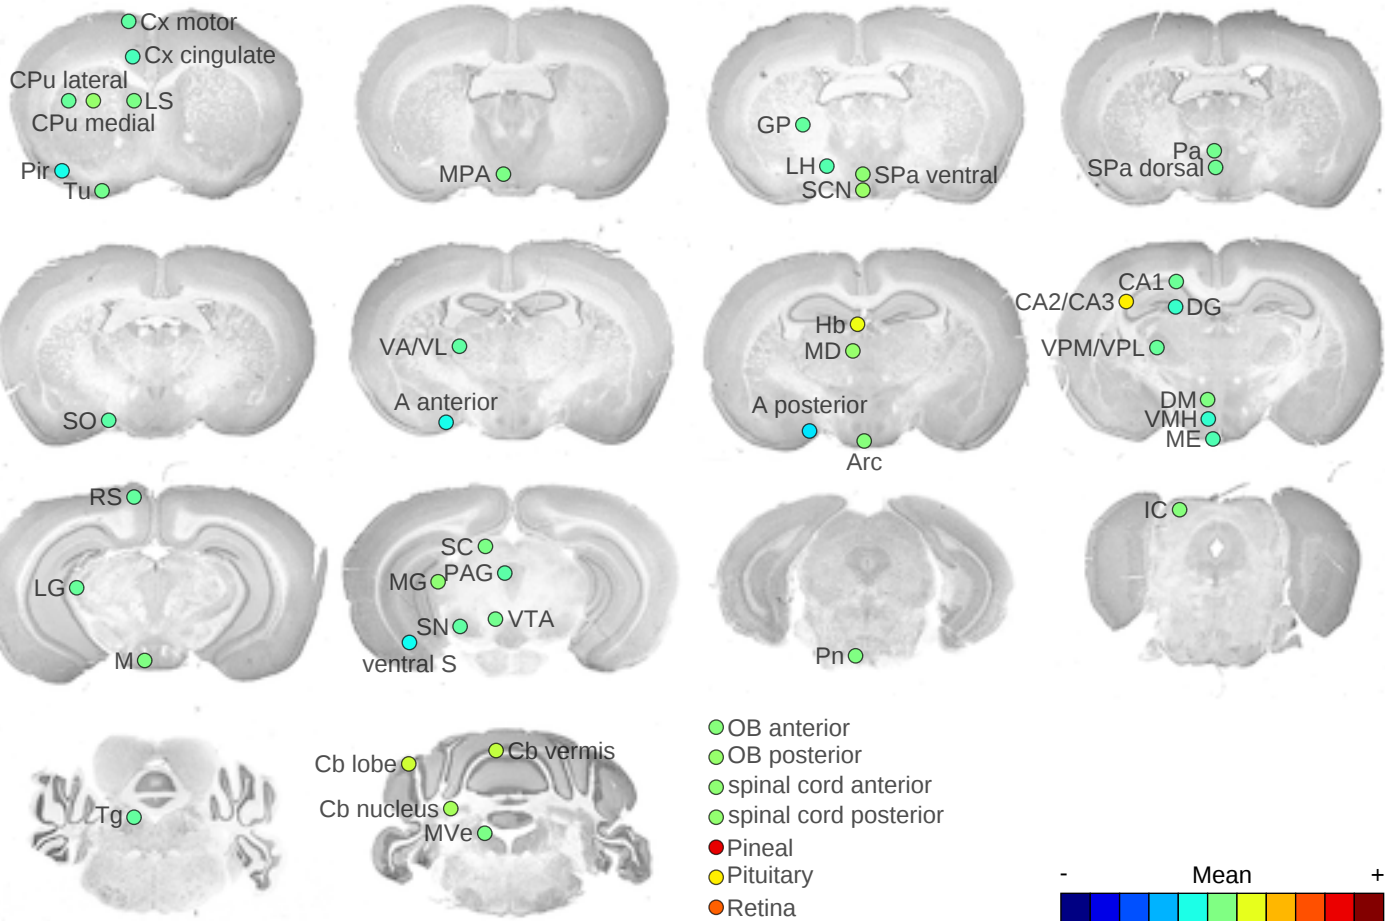 Cx motor
Cx cingulate
CPu lateral
LS
CPu medial
Pir
Tu
MPA
GP
LH
SPa ventral
SCN
Pa
SPa dorsal
SO
VA/VL
A anterior
Hb
MD
A posterior
Arc
CA1
CA2/CA3
DG
VPM/VPL
DM
VMH
ME
RS
LG
M
SC
PAG
MG
VTA
SN
ventral S
Pn
IC
Tg
Cb lobe
Cb vermis
Cb nucleus
MVe
OB anterior
OB posterior
spinal cord anterior
spinal cord posterior
Pineal
Pituitary
Retina
- Mean +